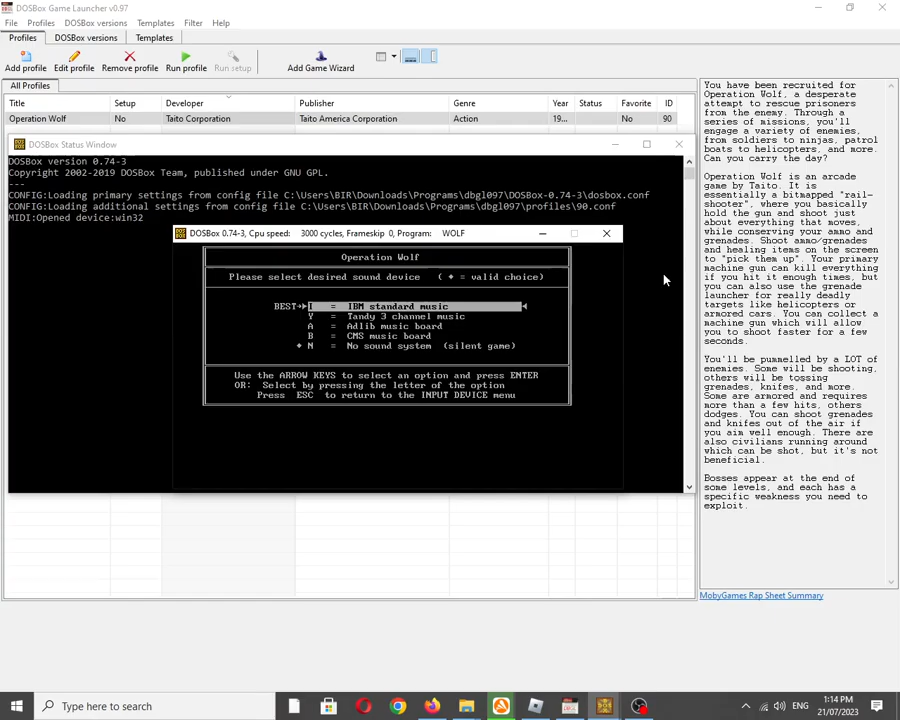 DOSBox Game Launcher v0.97
File Profiles DOSBox versions Templates Filter Help
Profiles DOSBox versions Templates
Add profile Edit profile Remove profile Run profile Run setup Add Game Wizard
All Profiles
Title Setup Developer Publisher Genre Year Status Favorite ID
Operation Wolf No Taito Corporation Taito America Corporation Action 19... No 90
DOSBox Status Window
DOSBox version 0.74-3
Copyright 2002-2019 DOSBox Team, published under GNU GPL.
---
CONFIG:Loading primary settings from config file C:\Users\BIR\Downloads\Programs\dbgl097\DOSBox-0.74-3\dosbox.conf
CONFIG:Loading additional settings from config file C:\Users\BIR\Downloads\Programs\dbgl097\profiles\90.conf
MIDI:Opened device:win32
DOSBox 0.74-3, Cpu speed: 3000 cycles, Frameskip 0, Program: WOLF
Operation Wolf
Please select desired sound device ( ♦ = valid choice)
BEST→ I = IBM standard music
Y = Tandy 3 channel music
A = Adlib music board
B = CMS music board
♦ N = No sound system (silent game)
Use the ARROW KEYS to select an option and press ENTER
OR: Select by pressing the letter of the option
Press ESC to return to the INPUT DEVICE menu
You have been recruited for
Operation Wolf, a desperate
attempt to rescue prisoners
from the enemy. Through a
series of missions, you'll
engage a variety of enemies,
from soldiers to ninjas, patrol
boats to helicopters, and more.
Can you carry the day?
Operation Wolf is an arcade
game by Taito. It is
essentially a bitmapped "rail-
shooter", where you basically
hold the gun and shoot just
about everything that moves,
while conserving your ammo and
grenades. Shoot ammo/grenades
and healing items on the screen
to "pick them up". Your primary
machine gun can kill everything
if you hit it enough times, but
you can also use the grenade
launcher for really deadly
targets like helicopters or
armored cars. You can collect a
machine gun which will allow
you to shoot faster for a few
seconds.
You'll be pummelled by a LOT of
enemies. Some will be shooting,
others will be tossing
grenades, knifes, and more.
Some are armored and requires
more than a few hits, others
dodges. You can shoot grenades
and knifes out of the air if
you aim well enough. There are
also civilians running around
which can be shot, but it's not
beneficial.
Bosses appear at the end of
some levels, and each has a
specific weakness you need to
exploit.
MobyGames Rap Sheet Summary
Type here to search
ENG
1:14 PM
21/07/2023